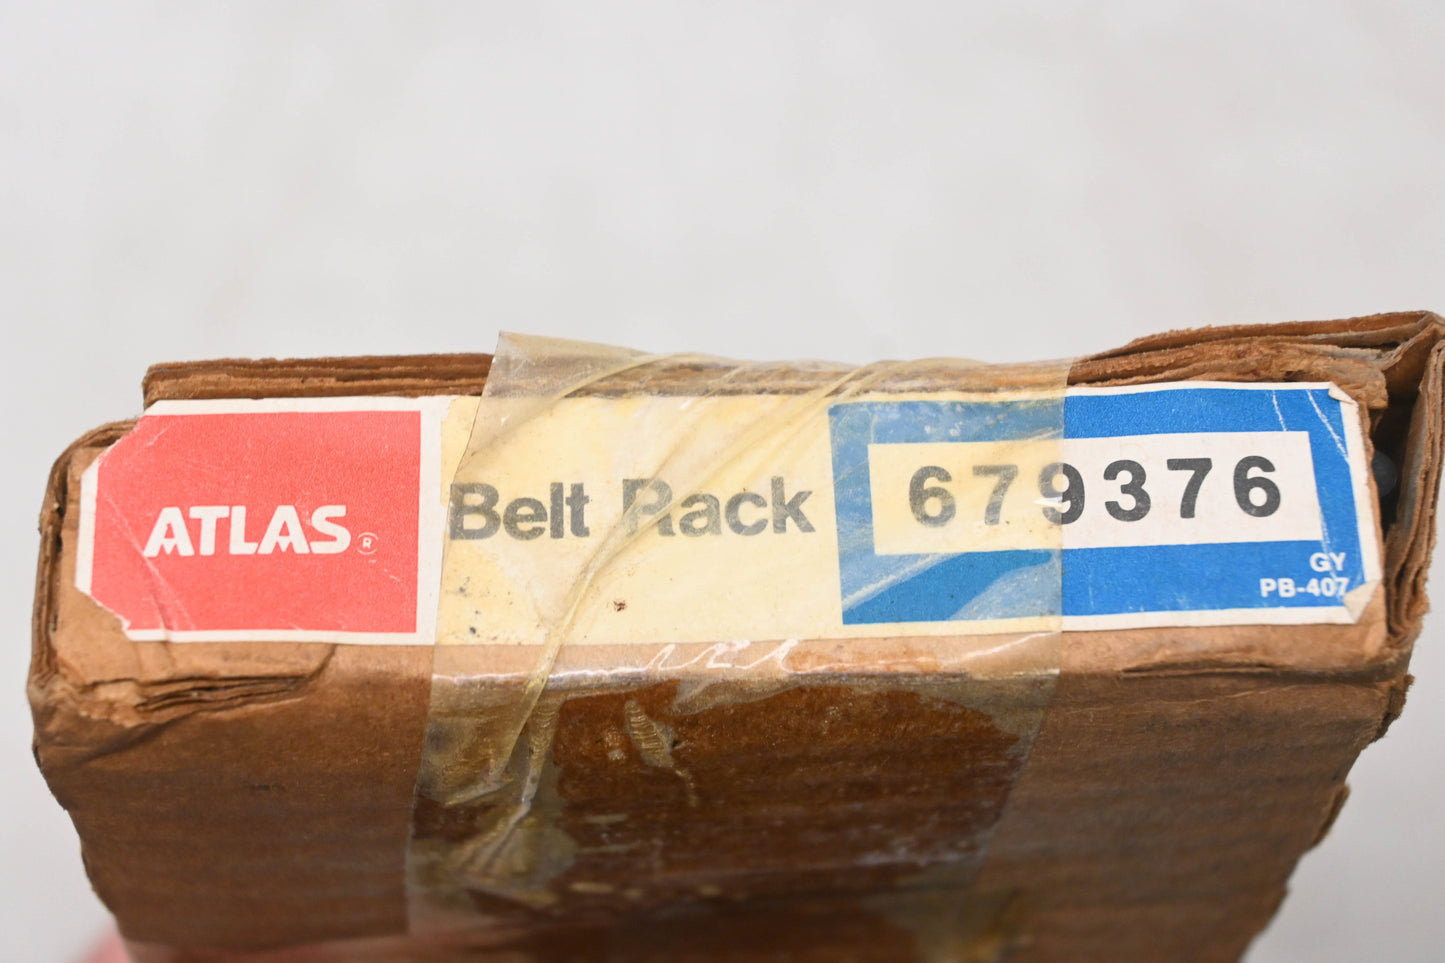 ATLAS®
Belt Rack
679376
GY
PB-407